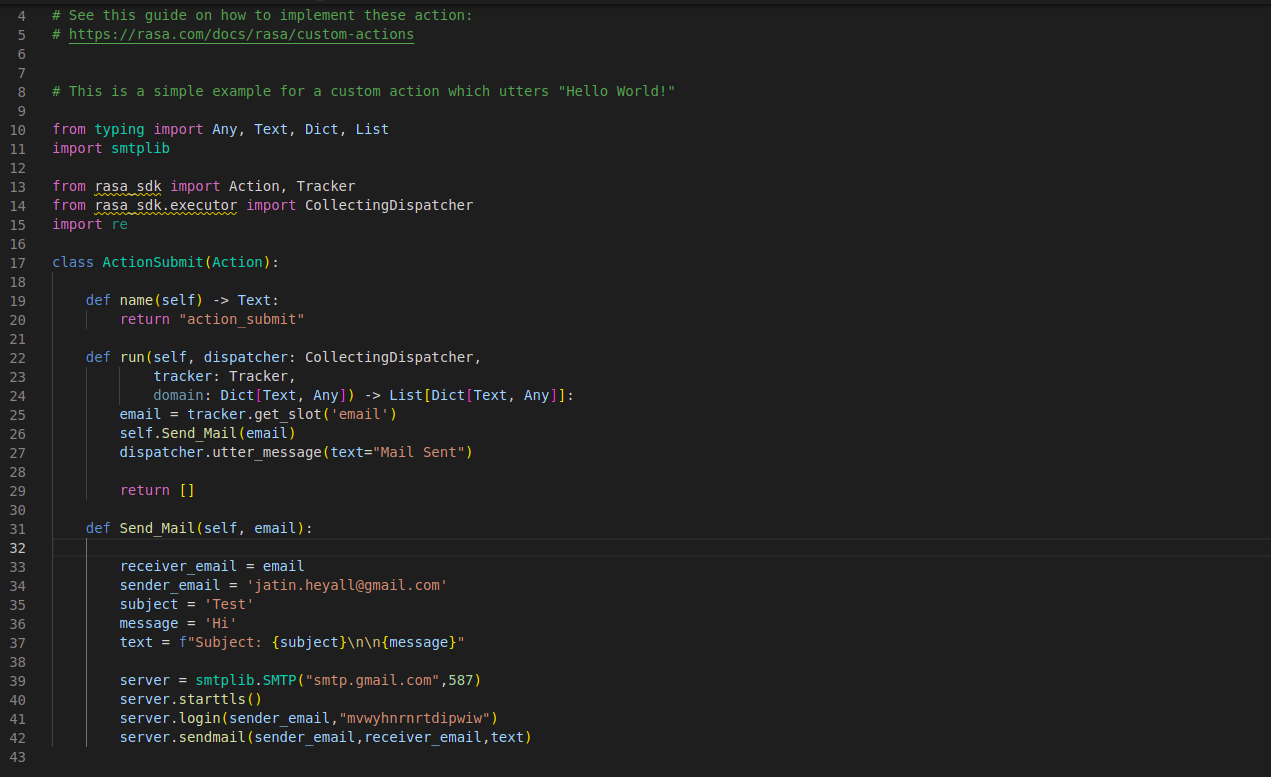 4 # See this guide on how to implement these action:
5 # https://rasa.com/docs/rasa/custom-actions
6
7
8 # This is a simple example for a custom action which utters "Hello World!"
9
10 from typing import Any, Text, Dict, List
11 import smtplib
12
13 from rasa_sdk import Action, Tracker
14 from rasa_sdk.executor import CollectingDispatcher
15 import re
16
17 class ActionSubmit(Action):
18
19     def name(self) -> Text:
20         return "action_submit"
21
22     def run(self, dispatcher: CollectingDispatcher,
23             tracker: Tracker,
24             domain: Dict[Text, Any]) -> List[Dict[Text, Any]]:
25         email = tracker.get_slot('email')
26         self.Send_Mail(email)
27         dispatcher.utter_message(text="Mail Sent")
28
29         return []
30
31     def Send_Mail(self, email):
32
33         receiver_email = email
34         sender_email = 'jatin.heyall@gmail.com'
35         subject = 'Test'
36         message = 'Hi'
37         text = f"Subject: {subject}\n\n{message}"
38
39         server = smtplib.SMTP("smtp.gmail.com",587)
40         server.starttls()
41         server.login(sender_email,"mvwyhnrnrtdipwiw")
42         server.sendmail(sender_email,receiver_email,text)
43